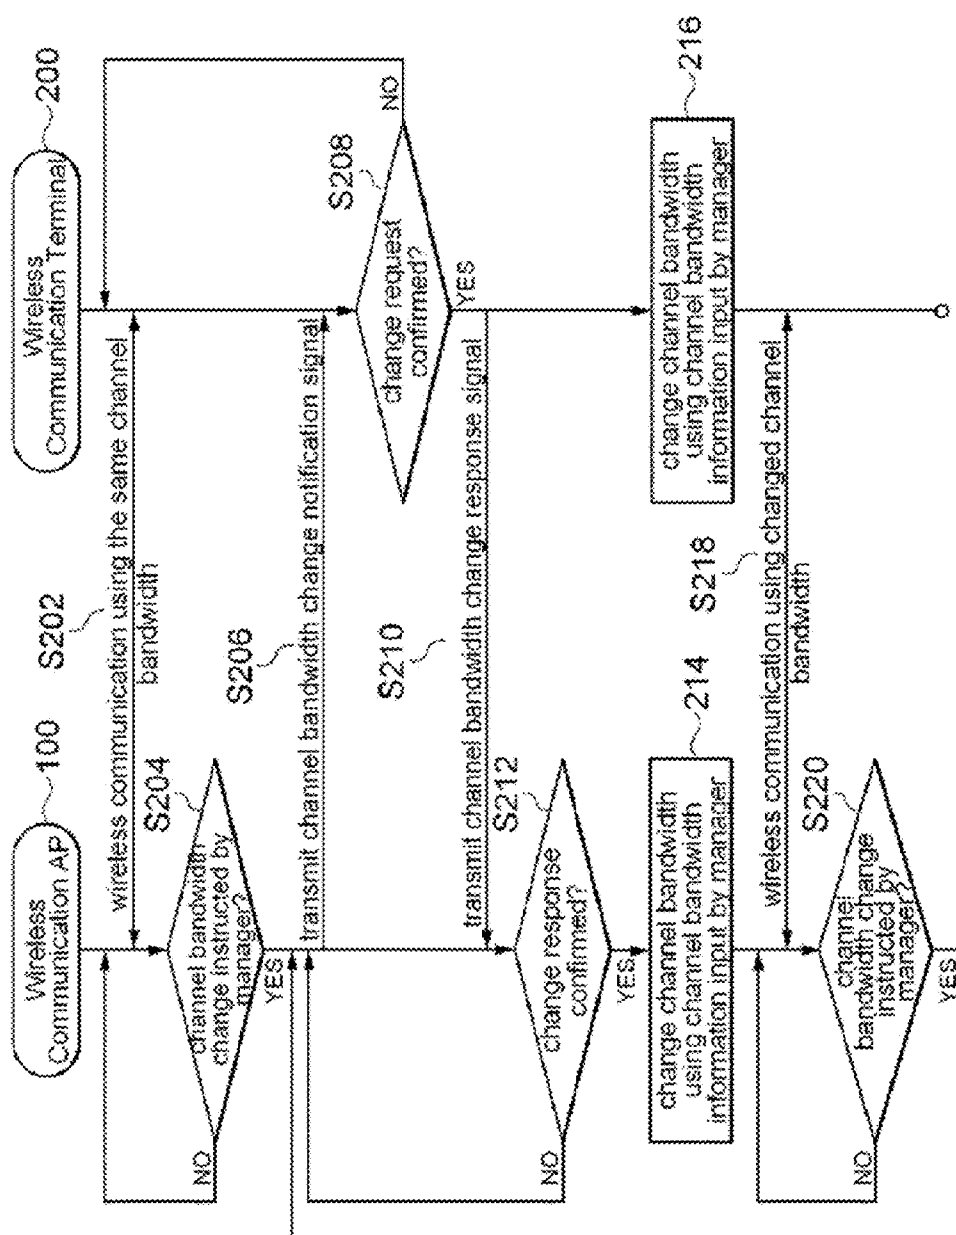 Wireless
Communication AP
100
Wireless
Communication Terminal
200
S202
wireless communication using the same channel
bandwidth
S204
channel bandwidth
change instructed by
manager?
NO
YES
S206
transmit channel bandwidth change notification signal
S208
change request
confirmed?
NO
YES
S210
transmit channel bandwidth change response signal
S212
change response
confirmed?
NO
YES
214
change channel bandwidth
using channel bandwidth
information input by manager
216
change channel bandwidth
using channel bandwidth
information input by manager
S218
wireless communication using changed channel
bandwidth
S220
channel
bandwidth change
instructed by
manager?
NO
YES